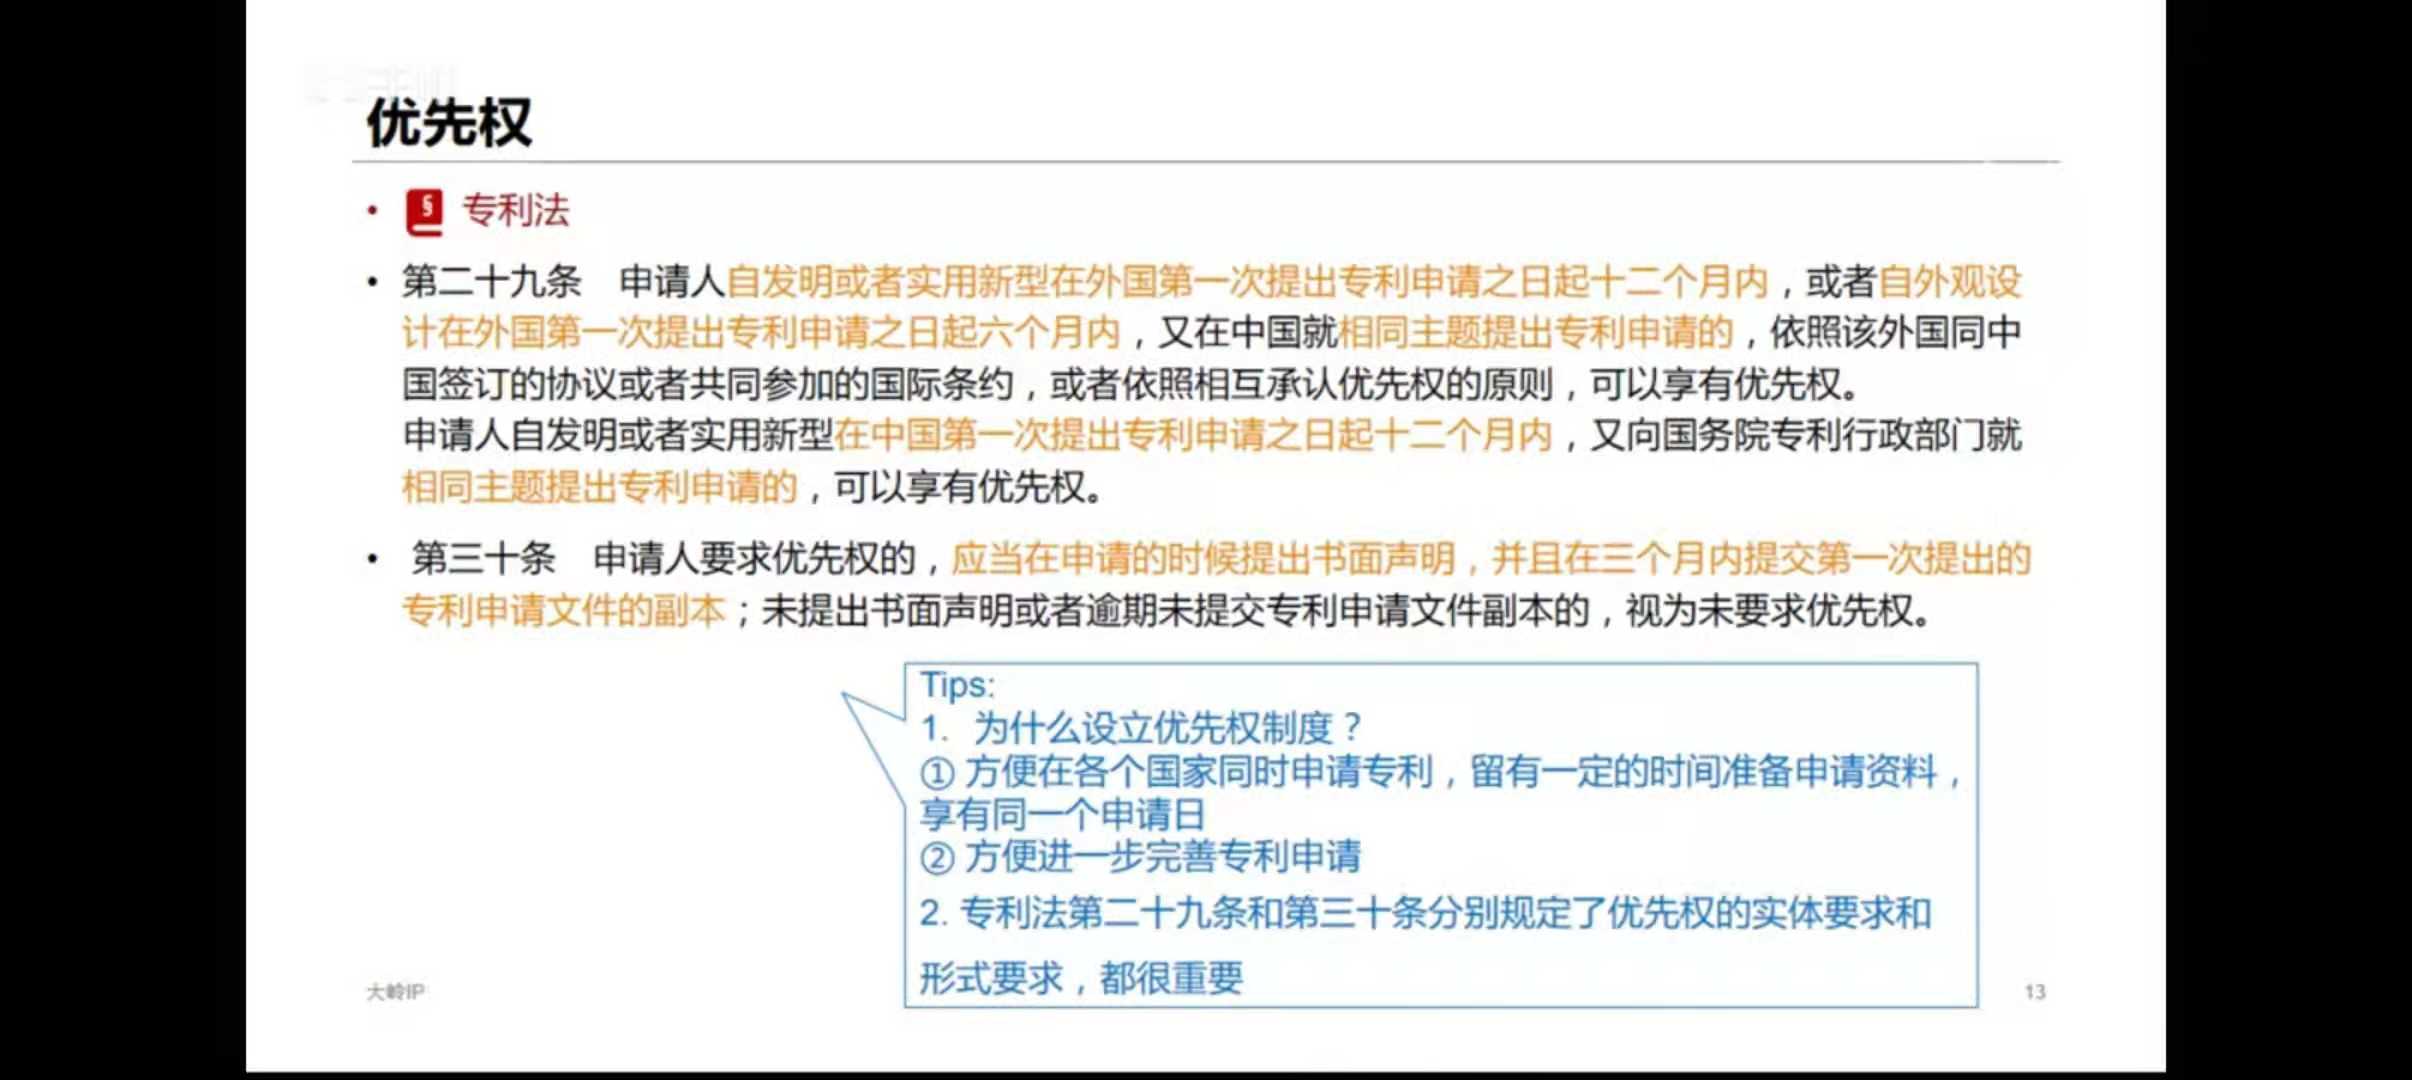 优先权
§ 专利法
第二十九条 申请人自发明或者实用新型在外国第一次提出专利申请之日起十二个月内，或者自外观设
计在外国第一次提出专利申请之日起六个月内，又在中国就相同主题提出专利申请的，依照该外国同中
国签订的协议或者共同参加的国际条约，或者依照相互承认优先权的原则，可以享有优先权。
申请人自发明或者实用新型在中国第一次提出专利申请之日起十二个月内，又向国务院专利行政部门就
相同主题提出专利申请的，可以享有优先权。
第三十条 申请人要求优先权的，应当在申请的时候提出书面声明，并且在三个月内提交第一次提出的
专利申请文件的副本；未提出书面声明或者逾期未提交专利申请文件副本的，视为未要求优先权。
Tips:
1. 为什么设立优先权制度？
① 方便在各个国家同时申请专利，留有一定的时间准备申请资料，
享有同一个申请日
② 方便进一步完善专利申请
2. 专利法第二十九条和第三十条分别规定了优先权的实体要求和
形式要求，都很重要
大岭IP
13